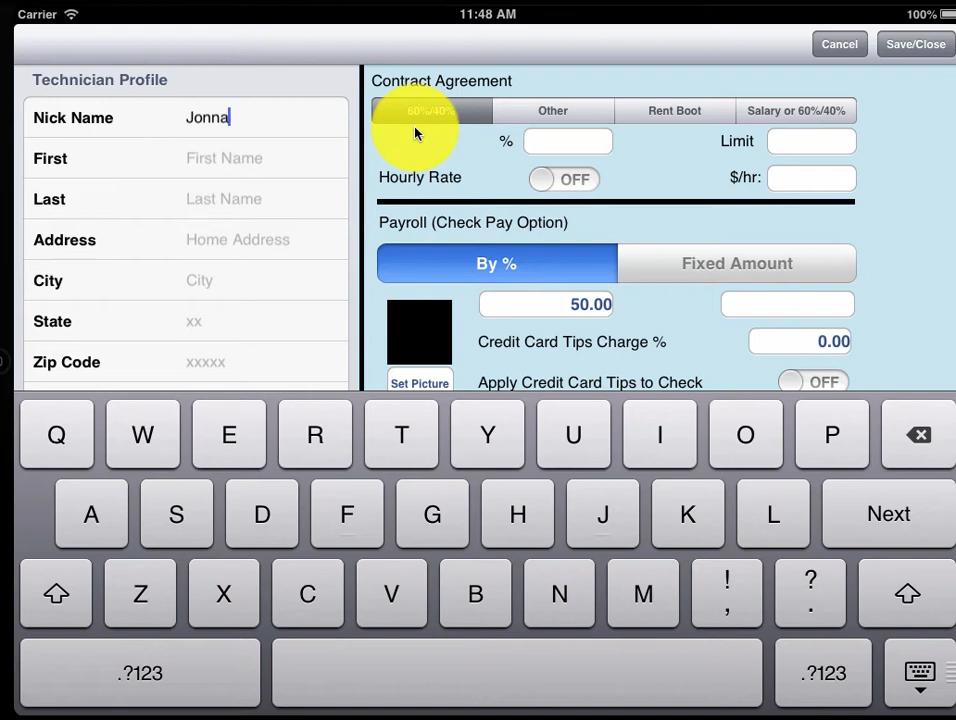 Carrier 11:48 AM 100%
Cancel Save/Close
Technician Profile
Nick Name Jonna
First First Name
Last Last Name
Address Home Address
City City
State xx
Zip Code xxxxx
Contract Agreement
60%/40% Other Rent Boot Salary or 60%/40%
% Limit
Hourly Rate OFF $/hr:
Payroll (Check Pay Option)
By % Fixed Amount
50.00
Credit Card Tips Charge % 0.00
Set Picture Apply Credit Card Tips to Check OFF
Q W E R T Y U I O P
A S D F G H J K L Next
Z X C V B N M ! , ? .
.?123 .?123